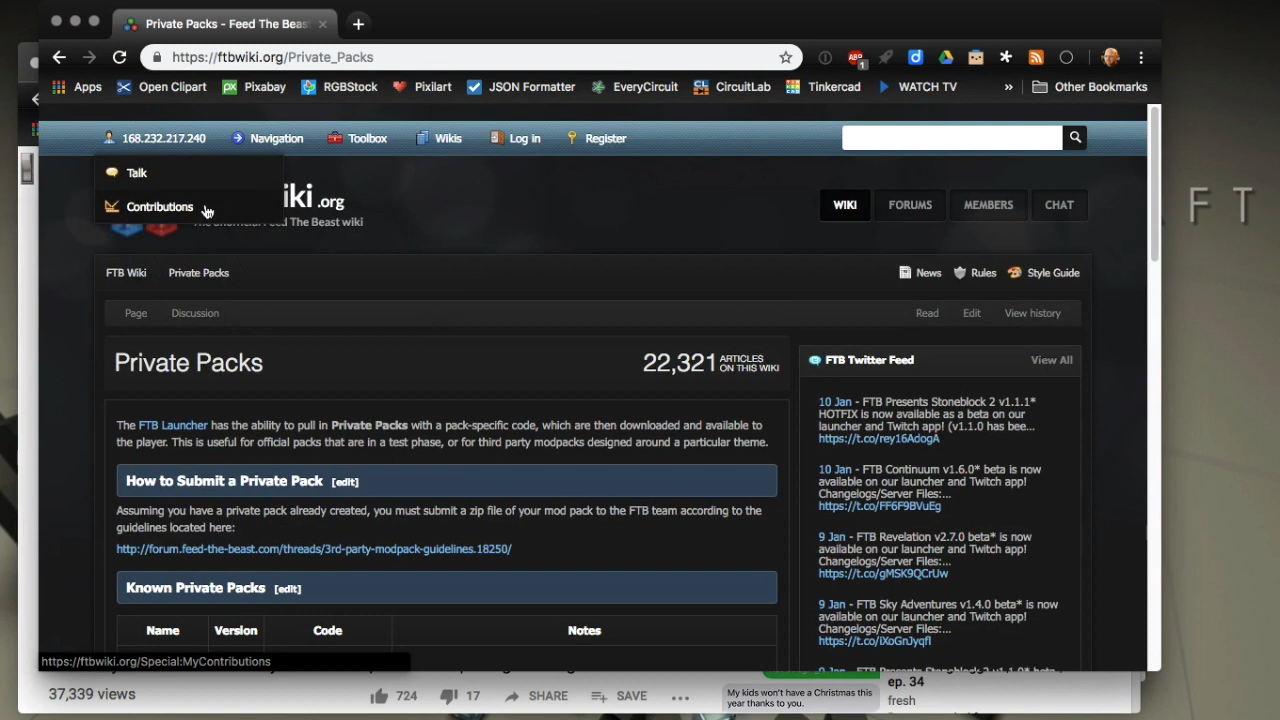 Private Packs - Feed The Beas
https://ftbwiki.org/Private_Packs
ABP
1
Apps
Open Clipart
px Pixabay
RGBStock
Pixilart
JSON Formatter
EveryCircuit
CircuitLab
Tinkercad
WATCH TV
»
Other Bookmarks
168.232.217.240
Navigation
Toolbox
Wikis
Log in
Register
Talk
Contributions
iki .org
The unofficial Feed The Beast wiki
WIKI
FORUMS
MEMBERS
CHAT
FT
FTB Wiki
Private Packs
News
Rules
Style Guide
Page
Discussion
Read
Edit
View history
Private Packs
22,321 ARTICLES ON THIS WIKI
The FTB Launcher has the ability to pull in Private Packs with a pack-specific code, which are then downloaded and available to
the player. This is useful for official packs that are in a test phase, or for third party modpacks designed around a particular theme.
How to Submit a Private Pack [edit]
Assuming you have a private pack already created, you must submit a zip file of your mod pack to the FTB team according to the
guidelines located here:
http://forum.feed-the-beast.com/threads/3rd-party-modpack-guidelines.18250/
Known Private Packs [edit]
Name Version Code Notes
FTB Twitter Feed
View All
10 Jan - FTB Presents Stoneblock 2 v1.1.1*
HOTFIX is now available as a beta on our
launcher and Twitch app! (v1.1.0 has bee...
https://t.co/rey16AdogA
10 Jan - FTB Continuum v1.6.0* beta is now
available on our launcher and Twitch app!
Changelogs/Server Files:...
https://t.co/FF6F9BVuEg
9 Jan - FTB Revelation v2.7.0 beta* is now
available on our launcher and Twitch app!
Changelogs/Server Files:...
https://t.co/gMSK9QCrUw
9 Jan - FTB Sky Adventures v1.4.0 beta* is now
available on our launcher and Twitch app!
Changelogs/Server Files:...
https://t.co/iXoGnJyqfl
https://ftbwiki.org/Special:MyContributions
37,339 views
724
17
SHARE
SAVE
My kids won't have a Christmas this
year thanks to you.
ep. 34
fresh